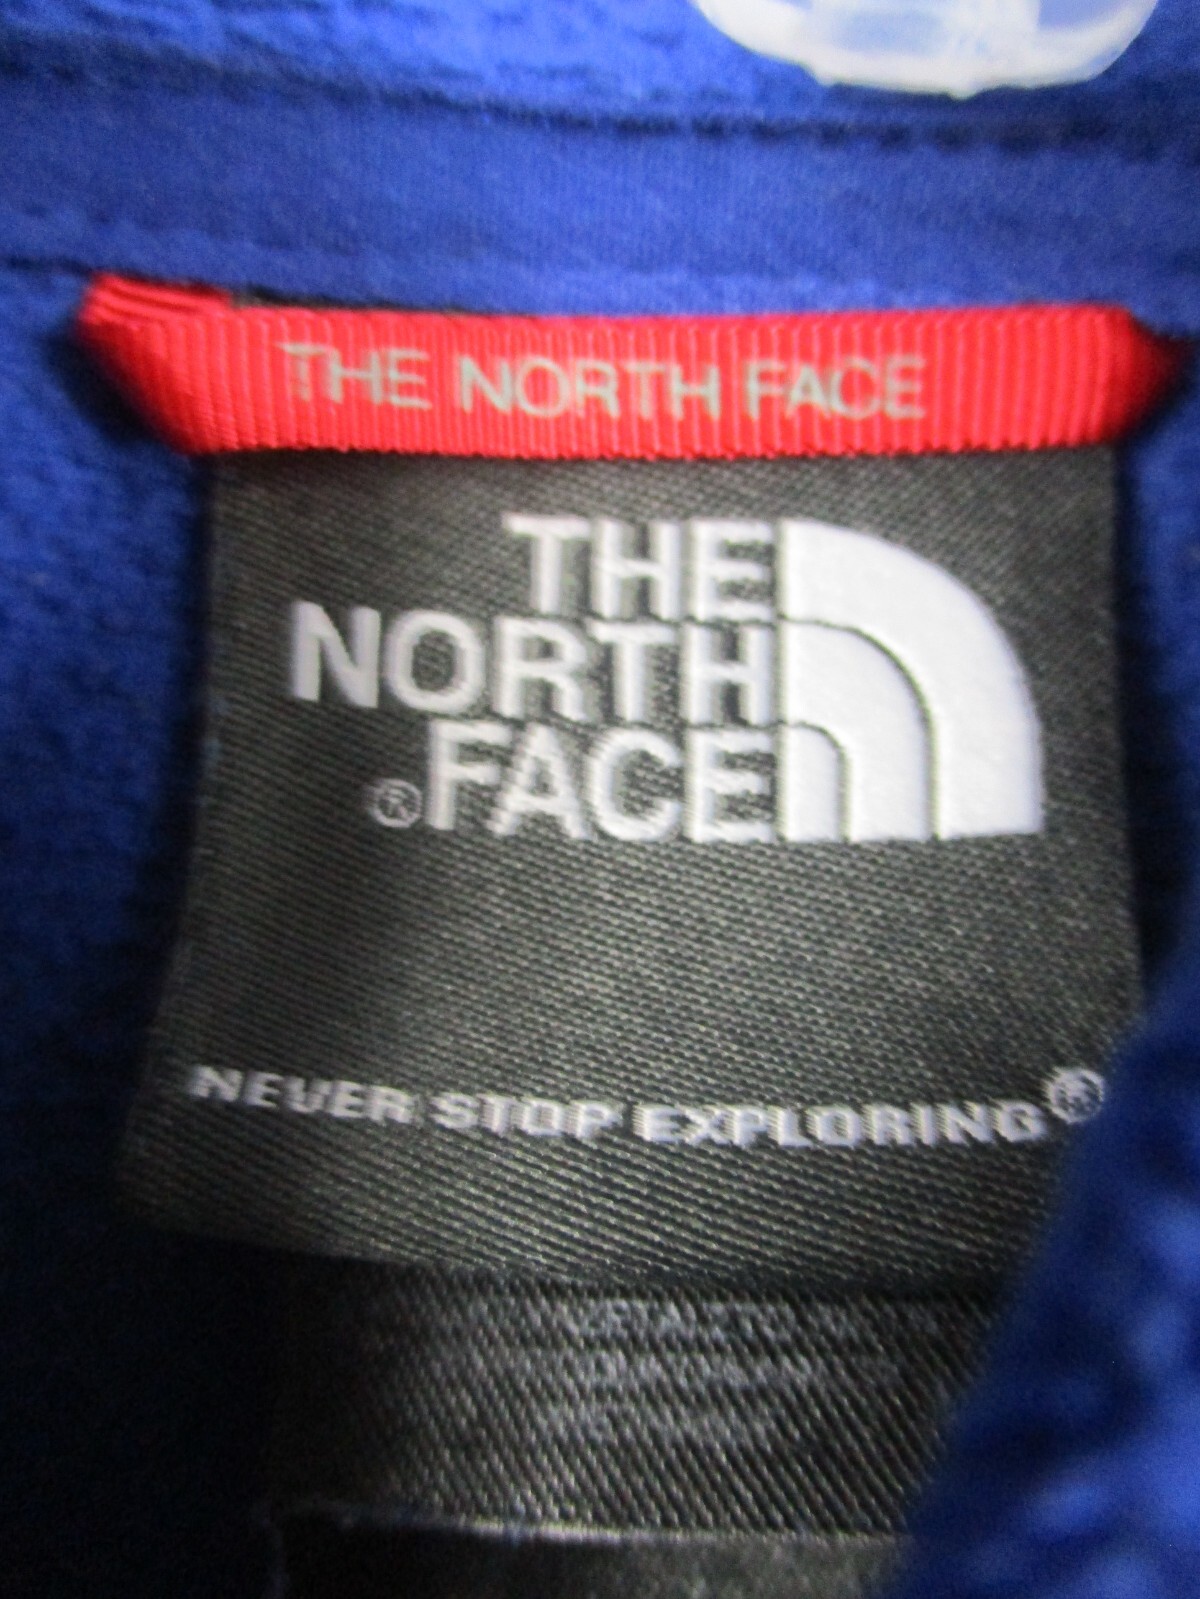 THE NORTH FACE
THE
NORTH
FACE
®
NEVER STOP EXPLORING®